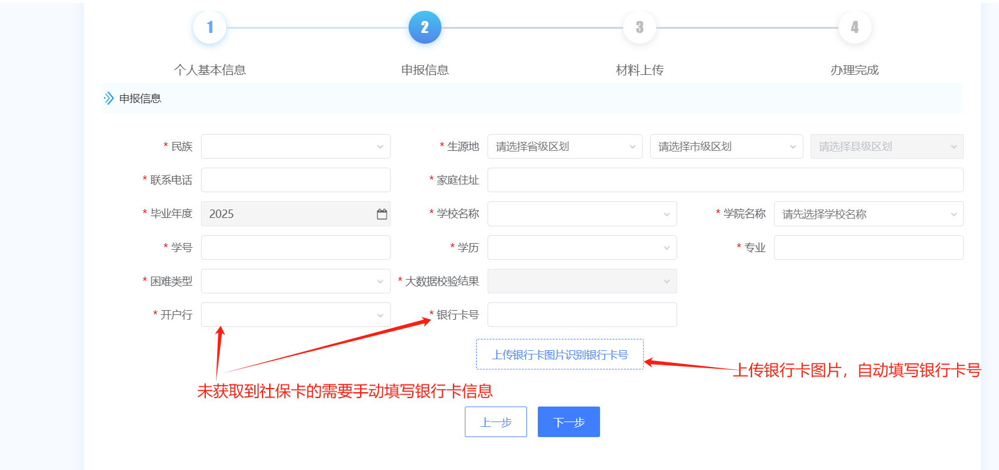 1 2 3 4
个人基本信息 申报信息 材料上传 办理完成
申报信息
* 民族 * 生源地 请选择省级区划 请选择市级区划 请选择县级区划
* 联系电话 * 家庭住址
* 毕业年度 2025 * 学校名称 * 学院名称 请先选择学校名称
* 学号 * 学历 * 专业
* 困难类型 * 大数据校验结果
* 开户行 * 银行卡号
上传银行卡图片识别银行卡号
上传银行卡图片，自动填写银行卡号
未获取到社保卡的需要手动填写银行卡信息
上一步 下一步